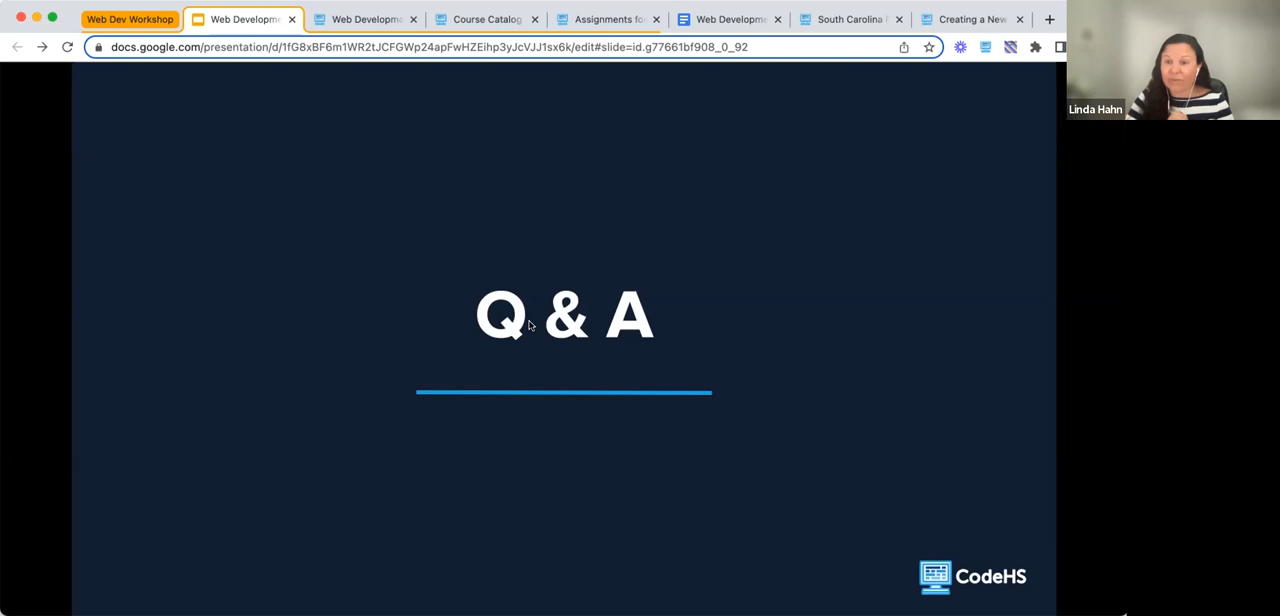 Web Dev Workshop
Web Developme
Web Developme
Course Catalog
Assignments fo
Web Developme
South Carolina
Creating a New
docs.google.com/presentation/d/1fG8xBF6m1WR2tJCFGWp24apFwHZEihp3yJcVJJ1sx6k/edit#slide=id.g77661bf908_0_92
Linda Hahn
Q & A
CodeHS